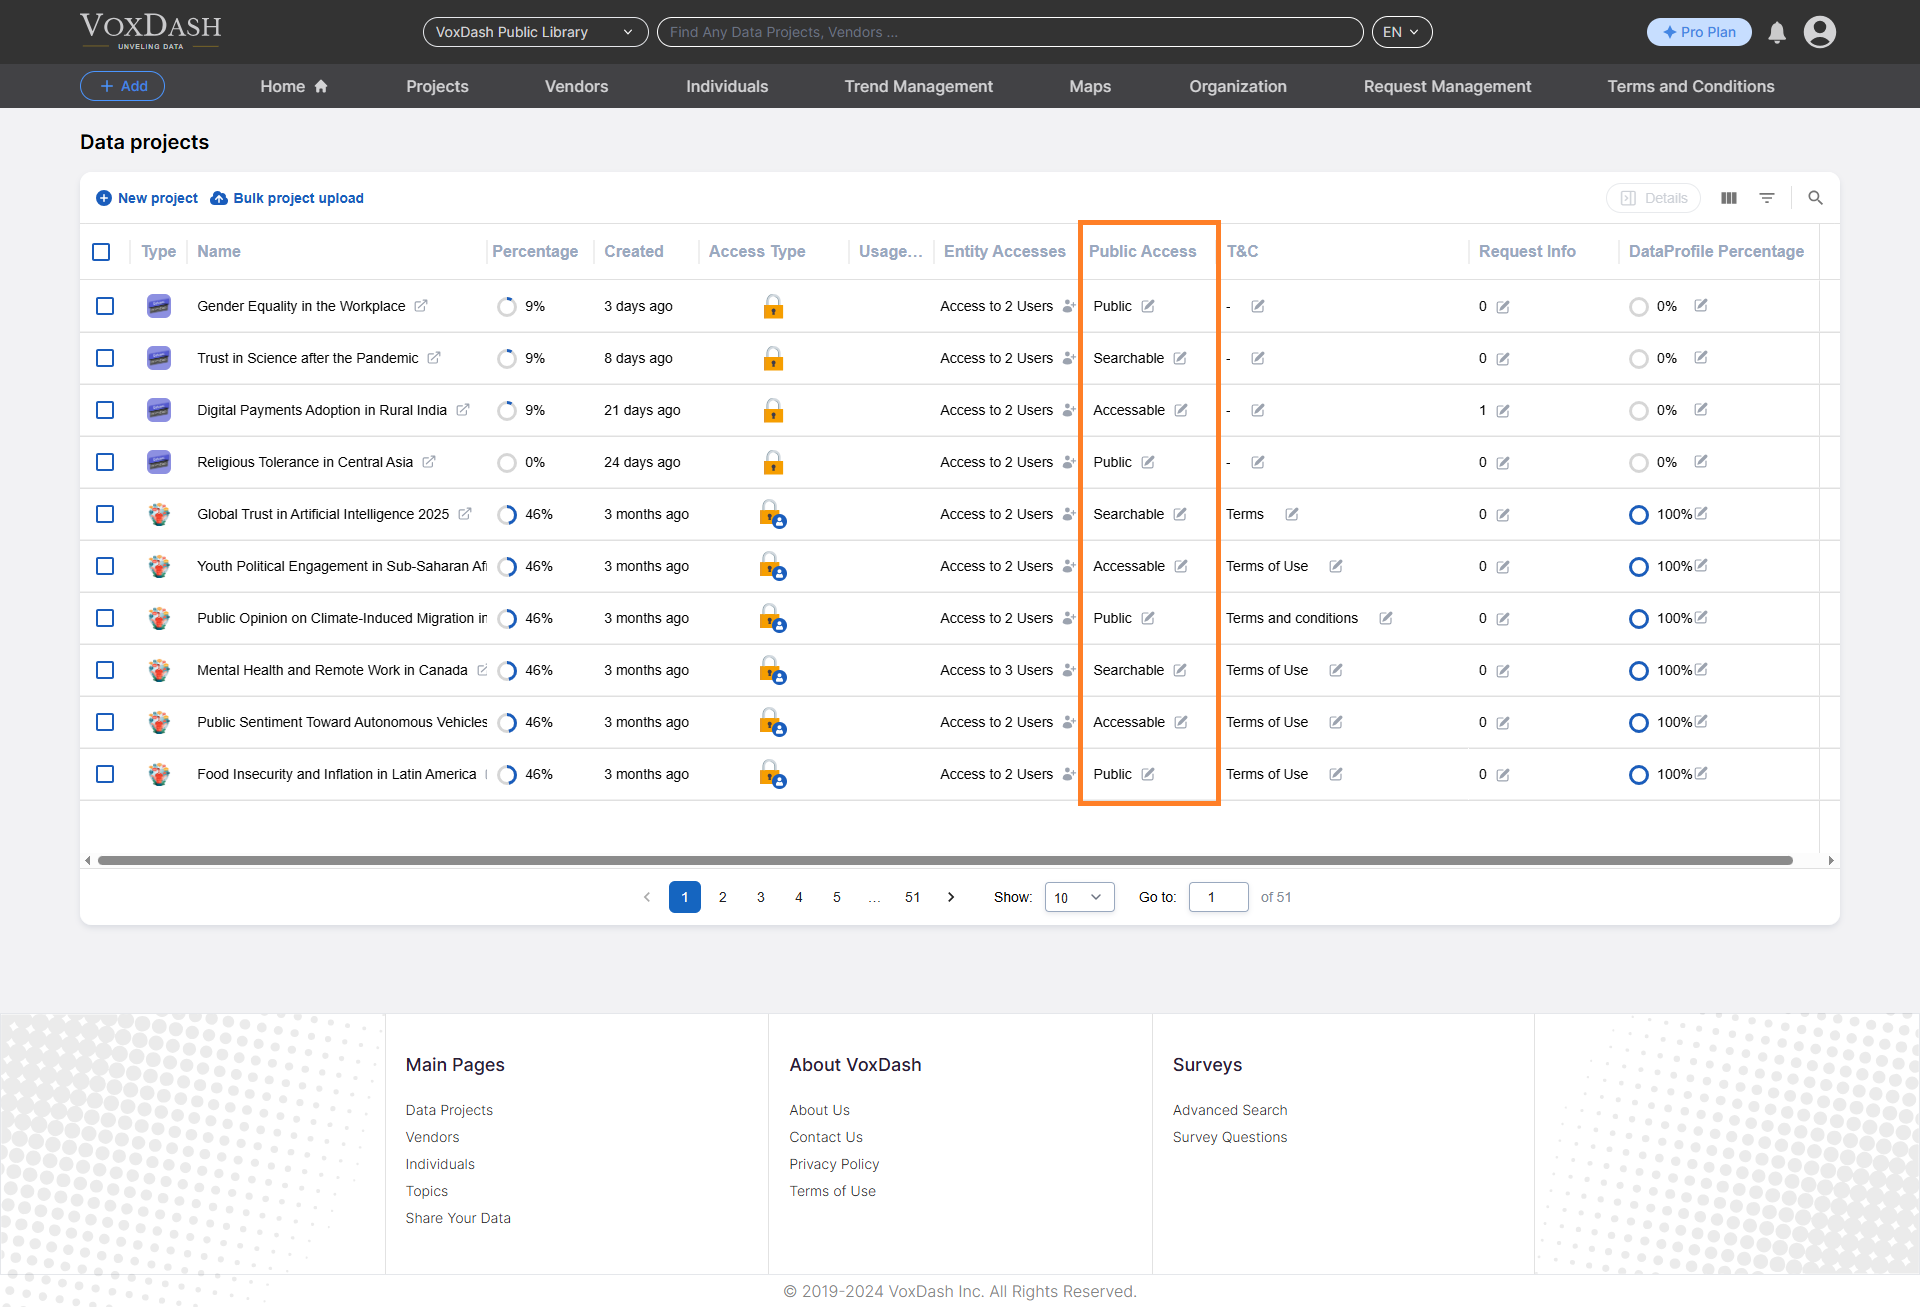 VOXDASH
UNVELING DATA
VoxDash Public Library
Find Any Data Projects, Vendors ...
EN
Pro Plan
Add
Home
Projects
Vendors
Individuals
Trend Management
Maps
Organization
Request Management
Terms and Conditions
Data projects
New project
Bulk project upload
Details
Type Name Percentage Created Access Type Usage... Entity Accesses Public Access T&C Request Info DataProfile Percentage
Gender Equality in the Workplace 9% 3 days ago Access to 2 Users Public - 0 0%
Trust in Science after the Pandemic 9% 8 days ago Access to 2 Users Searchable - 0 0%
Digital Payments Adoption in Rural India 9% 21 days ago Access to 2 Users Accessable - 1 0%
Religious Tolerance in Central Asia 0% 24 days ago Access to 2 Users Public - 0 0%
Global Trust in Artificial Intelligence 2025 46% 3 months ago Access to 2 Users Searchable Terms 0 100%
Youth Political Engagement in Sub-Saharan Af 46% 3 months ago Access to 2 Users Accessable Terms of Use 0 100%
Public Opinion on Climate-Induced Migration in 46% 3 months ago Access to 2 Users Public Terms and conditions 0 100%
Mental Health and Remote Work in Canada 46% 3 months ago Access to 3 Users Searchable Terms of Use 0 100%
Public Sentiment Toward Autonomous Vehicles 46% 3 months ago Access to 2 Users Accessable Terms of Use 0 100%
Food Insecurity and Inflation in Latin America 46% 3 months ago Access to 2 Users Public Terms of Use 0 100%
1 2 3 4 5 ... 51 Show: 10 Go to: 1 of 51
Main Pages
Data Projects
Vendors
Individuals
Topics
Share Your Data
About VoxDash
About Us
Contact Us
Privacy Policy
Terms of Use
Surveys
Advanced Search
Survey Questions
© 2019-2024 VoxDash Inc. All Rights Reserved.